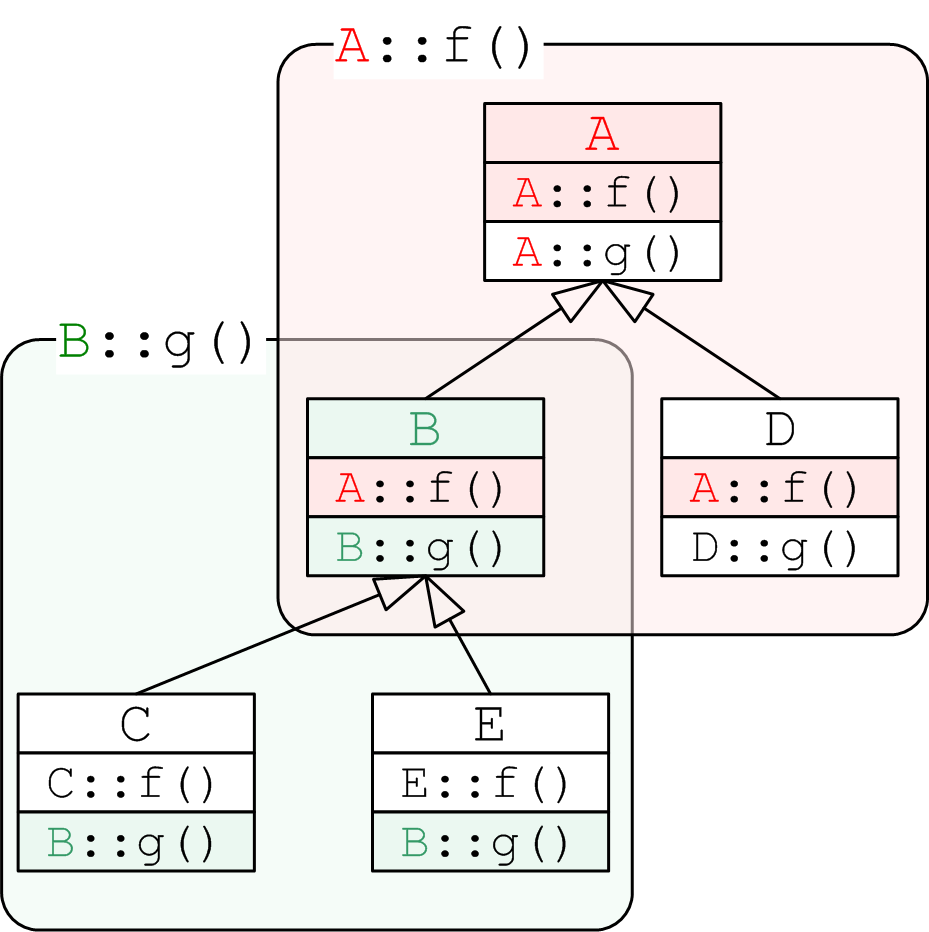 A::f()
A
A::f()
A::g()
B::g()
B
A::f()
B::g()
D
A::f()
D::g()
C
C::f()
B::g()
E
E::f()
B::g()